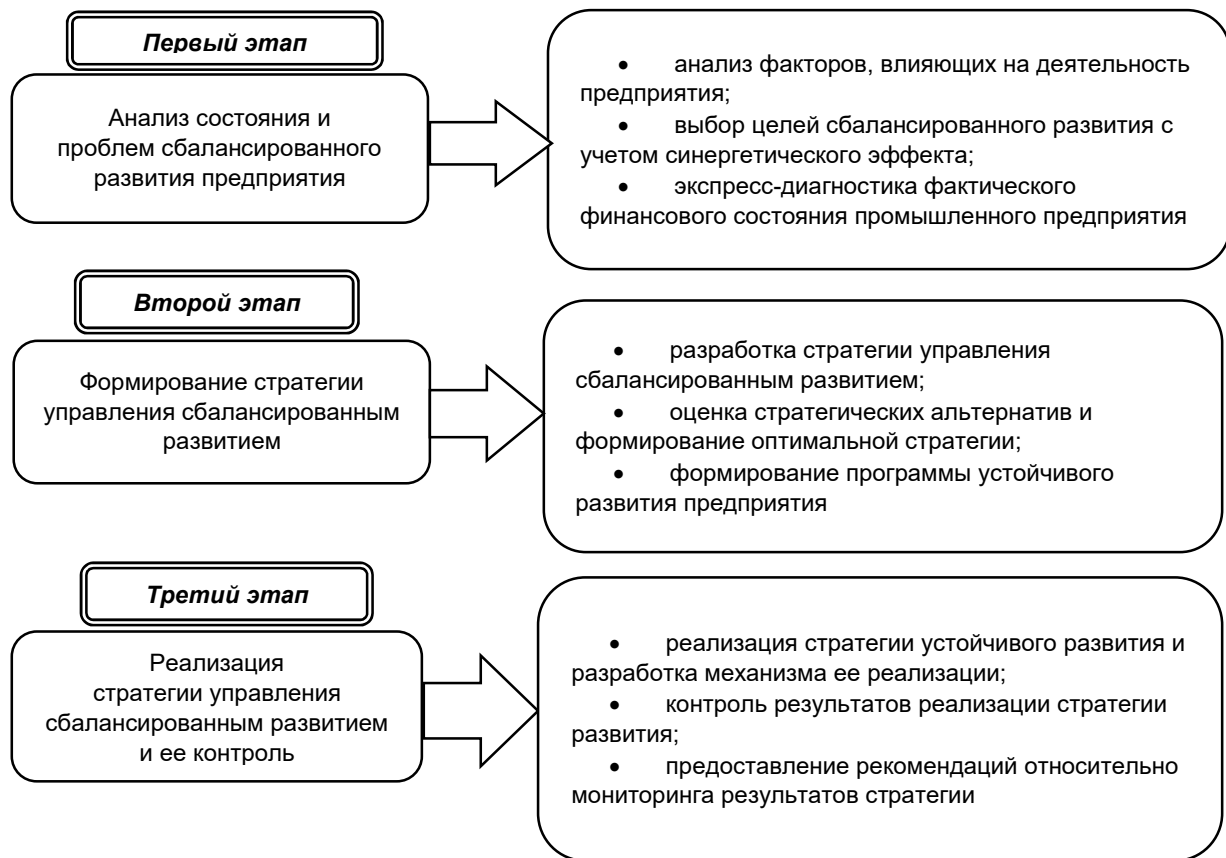 Первый этап
Анализ состояния и
проблем сбалансированного
развития предприятия
• анализ факторов, влияющих на деятельность
предприятия;
• выбор целей сбалансированного развития с
учетом синергетического эффекта;
• экспресс-диагностика фактического
финансового состояния промышленного предприятия
Второй этап
Формирование стратегии
управления сбалансированным
развитием
• разработка стратегии управления
сбалансированным развитием;
• оценка стратегических альтернатив и
формирование оптимальной стратегии;
• формирование программы устойчивого
развития предприятия
Третий этап
Реализация
стратегии управления
сбалансированным развитием
и ее контроль
• реализация стратегии устойчивого развития и
разработка механизма ее реализации;
• контроль результатов реализации стратегии
развития;
• предоставление рекомендаций относительно
мониторинга результатов стратегии